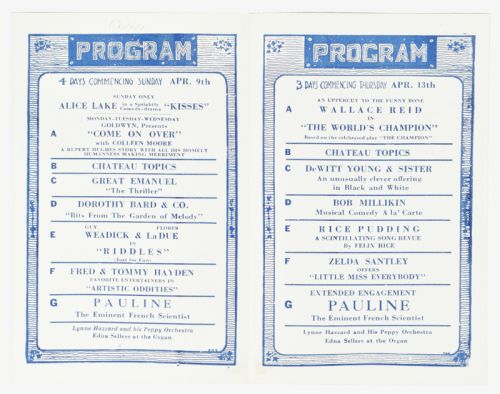 PROGRAM
4 DAYS COMMENCING SUNDAY APR. 9th
SUNDAY ONLY
ALICE LAKE in a Sprightly Comedy-drama "KISSES"
MONDAY-TUESDAY-WEDNESDAY
GOLDWYN, Presents
A "COME ON OVER"
with COLLEEN MOORE
A RUPERT HUGHES STORY WITH ALL HIS HOMELY
HUMANNESS MAKING MERRIMENT
B CHATEAU TOPICS
C GREAT EMANUEL
"The Thriller"
D DOROTHY BARD & CO.
"Bits From The Garden of Melody"
GUY FLORES
E WEADICK & LaDUE
IN
"RIDDLES"
(Just for Fun)
F FRED & TOMMY HAYDEN
FAVORITE ENTERTAINERS IN
"ARTISTIC ODDITIES"
G PAULINE
The Eminent French Scientist
Lynne Hazzard and his Peppy Orchestra
Edna Sellers at the Organ
PROGRAM
3 DAYS COMMENCING THURSDAY APR. 13th
AN UPPERCUT TO THE FUNNY BONE
A WALLACE REID
IN
"THE WORLD'S CHAMPION"
Based on the celebrated play "THE CHAMPION"
B CHATEAU TOPICS
C DeWITT YOUNG & SISTER
An unusually clever offering
in Black and White
D BOB MILLIKIN
Musical Comedy A la' Carte
E RICE PUDDING
A SCINTILLATING SONG REVUE
By FELIX RICE
F ZELDA SANTLEY
OFFERS
"LITTLE MISS EVERYBODY"
EXTENDED ENGAGEMENT
G PAULINE
The Eminent French Scientist
Lynne Hazzard and His Peppy Orchestra
Edna Sellers at the Organ